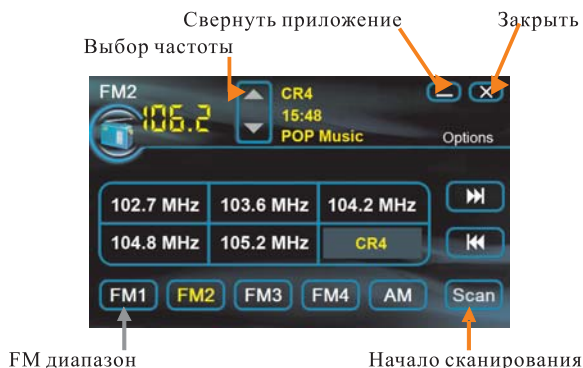 Свернуть приложение
Закрыть
Выбор частоты
FM2
106.2
CR4
15:48
POP Music
Options
102.7 MHz
103.6 MHz
104.2 MHz
104.8 MHz
105.2 MHz
CR4
FM1
FM2
FM3
FM4
AM
Scan
FM диапазон
Начало сканирования